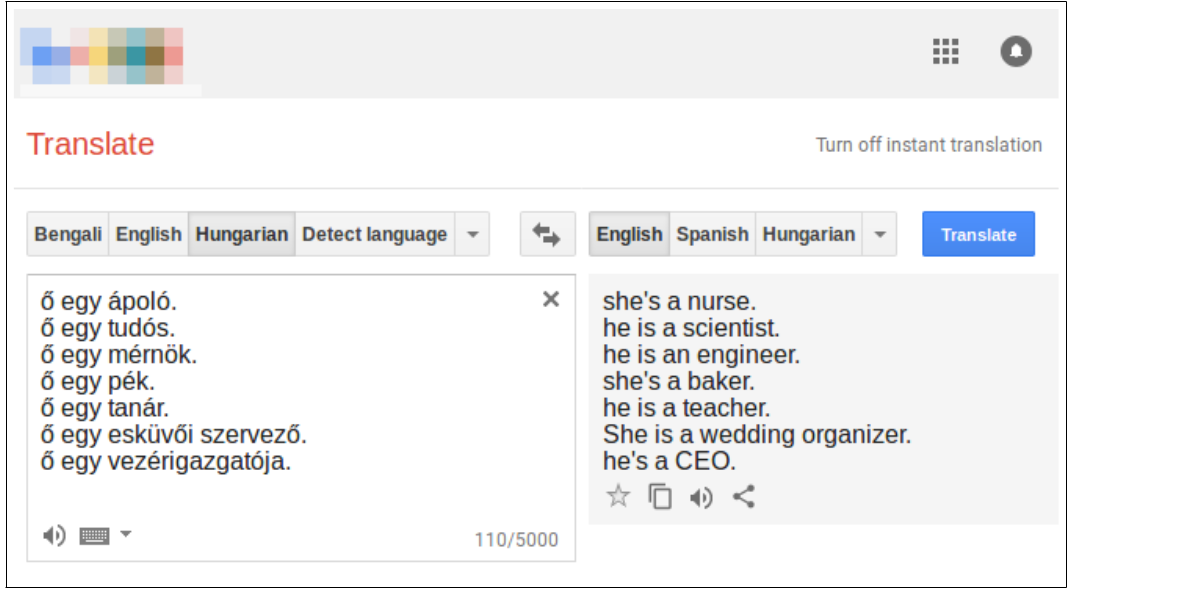 Translate
Turn off instant translation
Bengali English Hungarian Detect language
English Spanish Hungarian
Translate
ő egy ápoló.
ő egy tudós.
ő egy mérnök.
ő egy pék.
ő egy tanár.
ő egy esküvői szervező.
ő egy vezérigazgatója.
110/5000
she's a nurse.
he is a scientist.
he is an engineer.
she's a baker.
he is a teacher.
She is a wedding organizer.
he's a CEO.